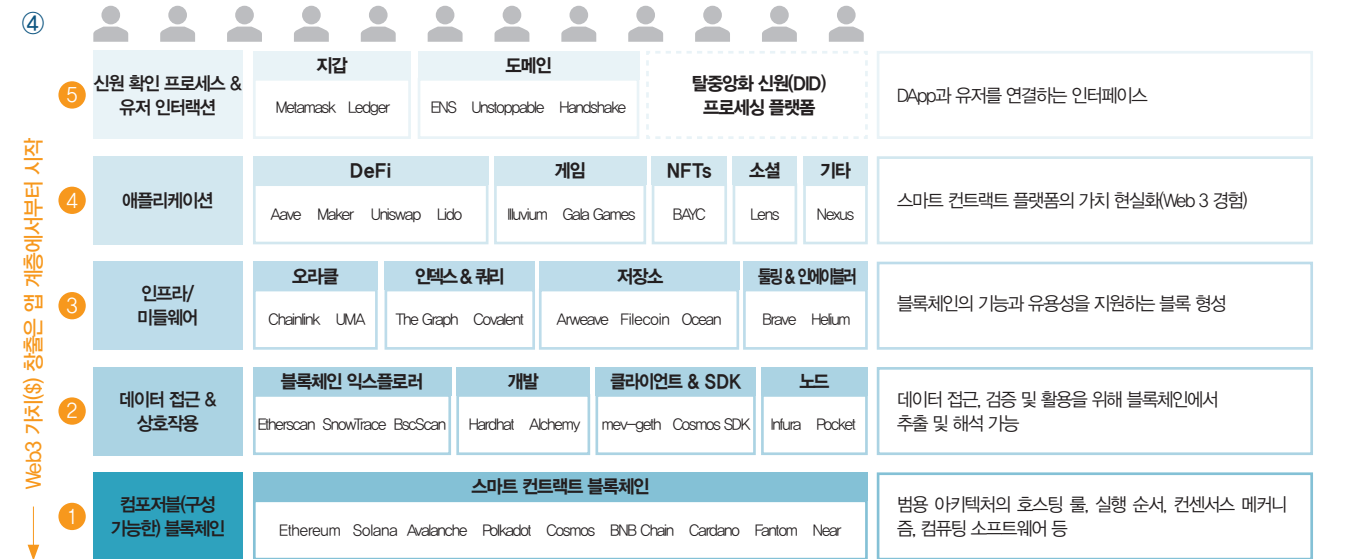 ④
Web3 가치($) 창출은 앱 계층에서부터 시작
5
신원 확인 프로세스 &
유저 인터랙션
지갑
Metamask Ledger
도메인
ENS Unstoppable Handshake
탈중앙화 신원(DID)
프로세싱 플랫폼
DApp과 유저를 연결하는 인터페이스
4
애플리케이션
DeFi
Aave Maker Uniswap Lido
게임
Illuvium Gala Games
NFTs
BAYC
소셜
Lens
기타
Nexus
스마트 컨트랙트 플랫폼의 가치 현실화(Web 3 경험)
3
인프라/
미들웨어
오라클
Chainlink UMA
인덱스 & 쿼리
The Graph Covalent
저장소
Arweave Filecoin Ocean
툴링 & 인에이블러
Brave Helium
블록체인의 기능과 유용성을 지원하는 블록 형성
2
데이터 접근 &
상호작용
블록체인 익스플로러
Etherscan SnowTrace BscScan
개발
Hardhat Alchemy
클라이언트 & SDK
mev-geth Cosmos SDK
노드
Infura Pocket
데이터 접근, 검증 및 활용을 위해 블록체인에서
추출 및 해석 가능
1
컴포저블(구성
가능한) 블록체인
스마트 컨트랙트 블록체인
Ethereum Solana Avalanche Polkadot Cosmos BNB Chain Cardano Fantom Near
범용 아키텍처의 호스팅 룰, 실행 순서, 컨센서스 메커니
즘, 컴퓨팅 소프트웨어 등